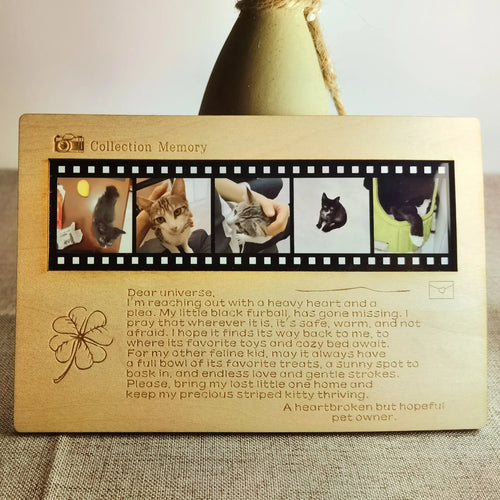 Collection Memory
Dear universe,
I'm reaching out with a heavy heart and a
plea. My little black furball, has gone missing. I
pray that wherever it is, it's safe, warm, and not
afraid. I hope it finds its way back to me, to
where its favorite toys and cozy bed await.
For my other feline kid, may it always have
a full bowl of its favorite treats, a sunny spot to
bask in, and endless love and gentle strokes.
Please, bring my lost little one home and
keep my precious striped kitty thriving.
A heartbroken but hopeful
pet owner.